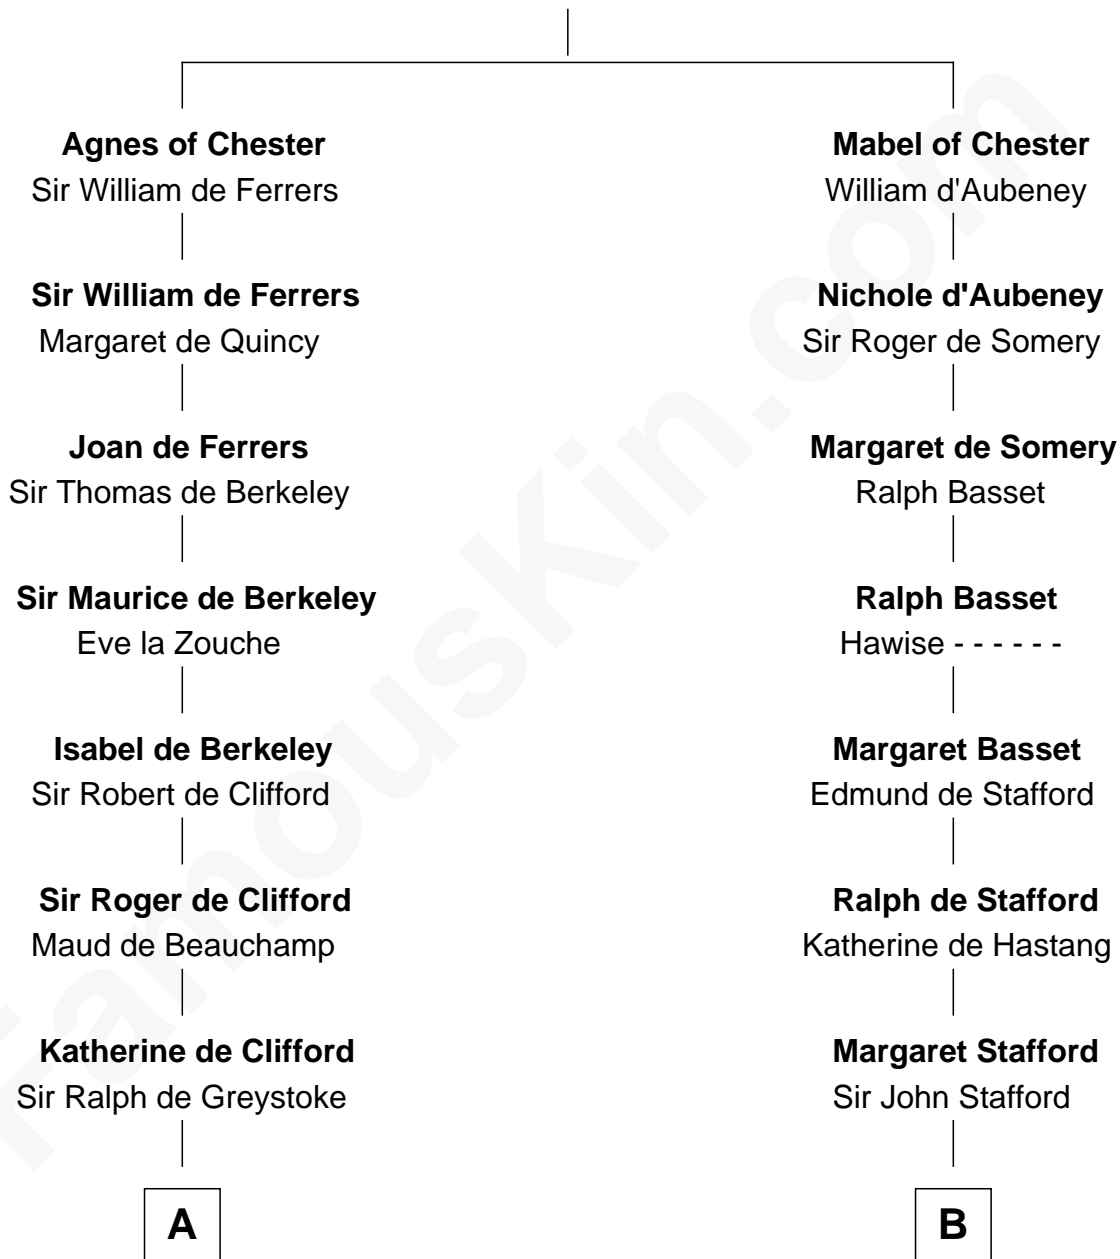 Agnes of Chester
Sir William de Ferrers
Sir William de Ferrers
Margaret de Quincy
Joan de Ferrers
Sir Thomas de Berkeley
Sir Maurice de Berkeley
Eve la Zouche
Isabel de Berkeley
Sir Robert de Clifford
Sir Roger de Clifford
Maud de Beauchamp
Katherine de Clifford
Sir Ralph de Greystoke
A
Mabel of Chester
William d'Aubeney
Nichole d'Aubeney
Sir Roger de Somery
Margaret de Somery
Ralph Basset
Ralph Basset
Hawise - - - - - -
Margaret Basset
Edmund de Stafford
Ralph de Stafford
Katherine de Hastang
Margaret Stafford
Sir John Stafford
B
FamousKin.com